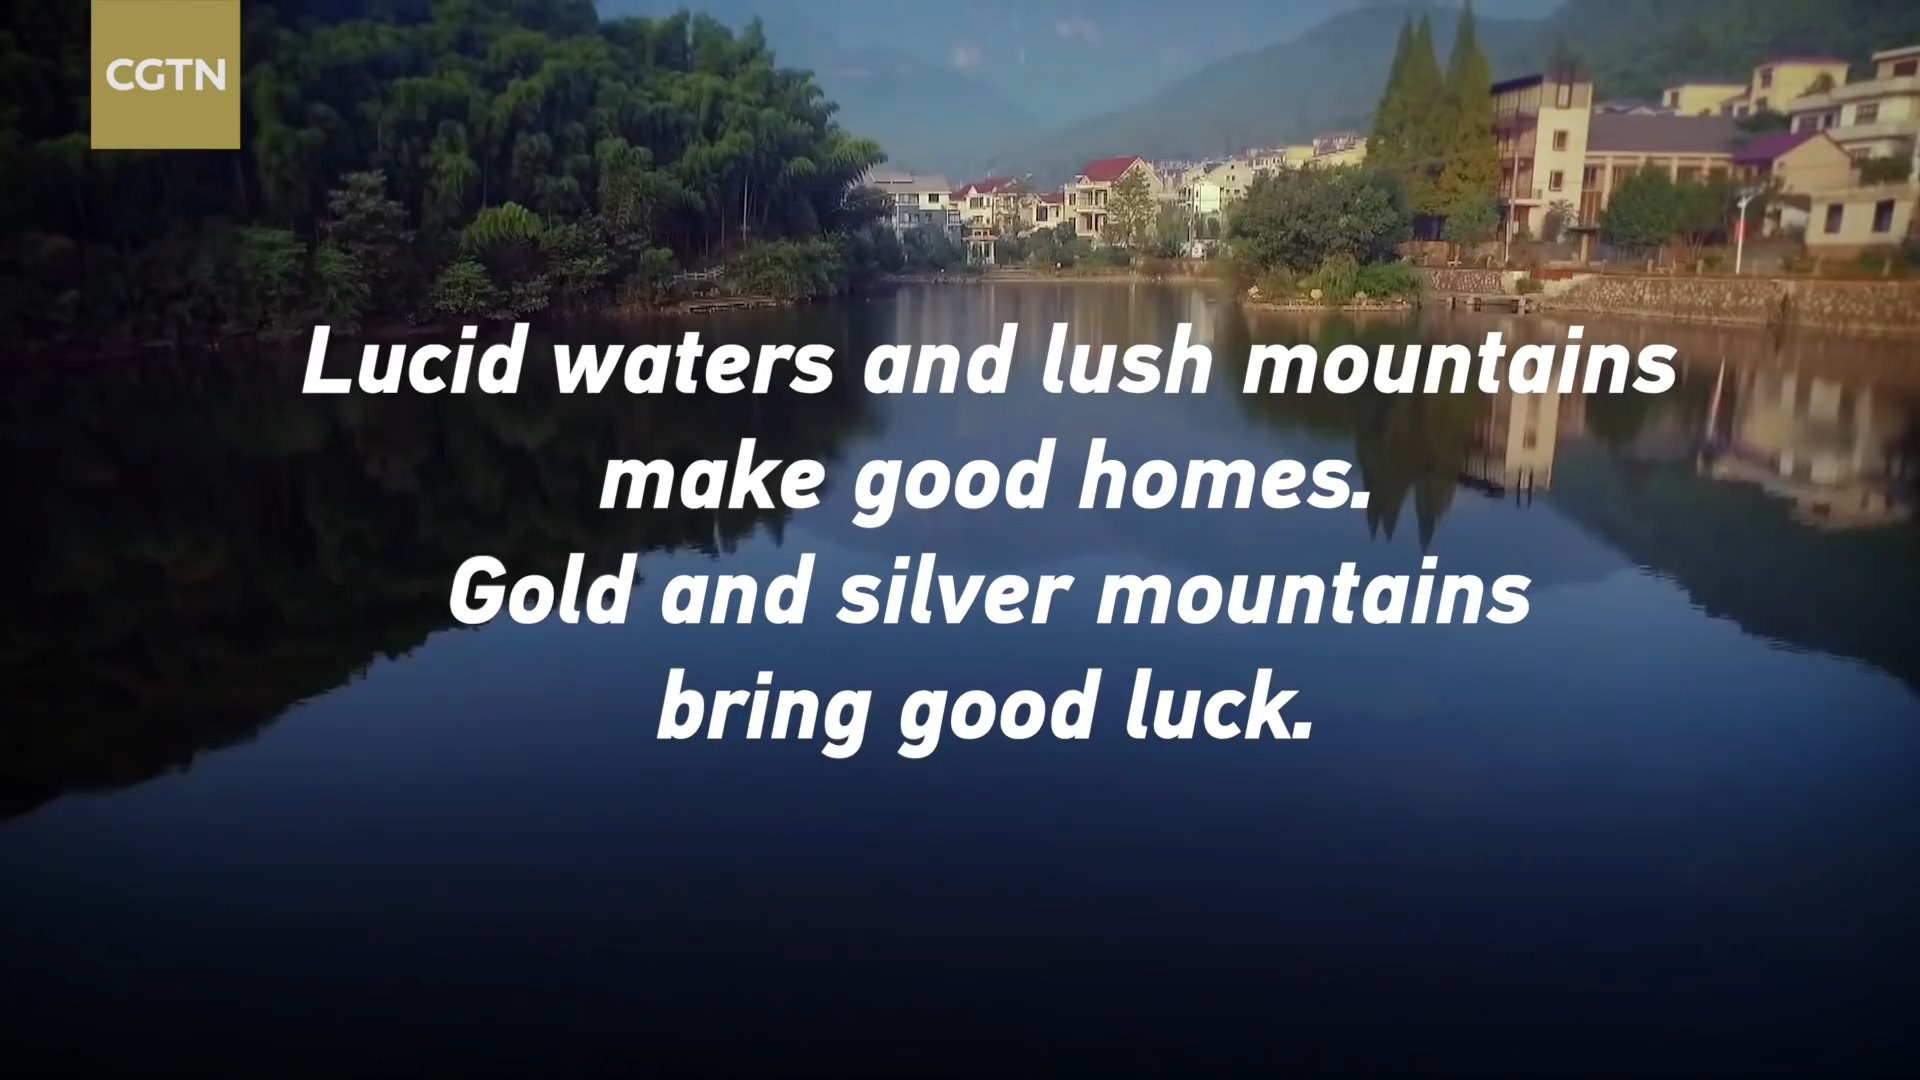 CGTN
Lucid waters and lush mountains
make good homes.
Gold and silver mountains
bring good luck.